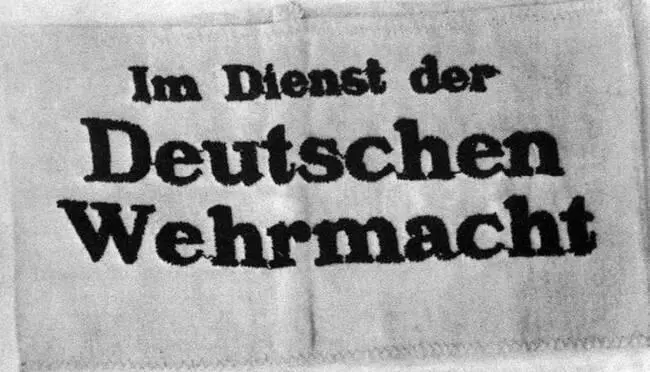 Im Dienst der
Deutschen
Wehrmacht